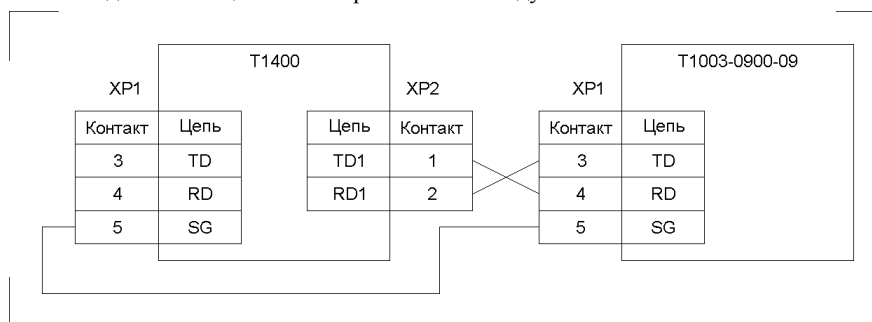 T1400
T1003-0900-09
XP1
XP2
XP1
Контакт Цепь
Цепь Контакт
Контакт Цепь
3 TD
TD1 1
3 TD
4 RD
RD1 2
4 RD
5 SG
5 SG